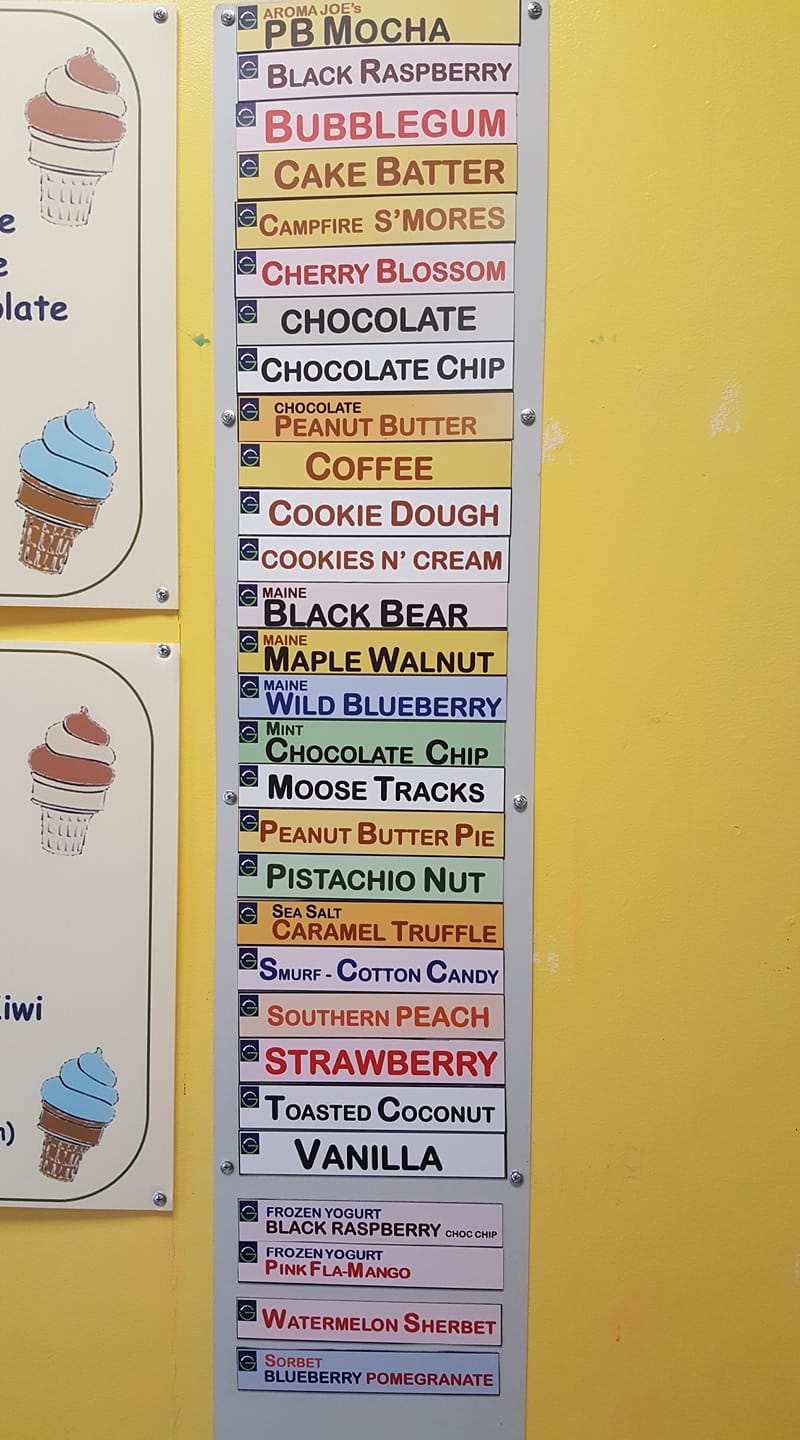 e
e
olate
Kiwi
)
AROMA JOE's
PB MOCHA
BLACK RASPBERRY
BUBBLEGUM
CAKE BATTER
CAMPFIRE S'MORES
CHERRY BLOSSOM
CHOCOLATE
CHOCOLATE CHIP
CHOCOLATE
PEANUT BUTTER
COFFEE
COOKIE DOUGH
COOKIES N' CREAM
MAINE
BLACK BEAR
MAINE
MAPLE WALNUT
MAINE
WILD BLUEBERRY
MINT
CHOCOLATE CHIP
MOOSE TRACKS
PEANUT BUTTER PIE
PISTACHIO NUT
SEA SALT
CARAMEL TRUFFLE
SMURF - COTTON CANDY
SOUTHERN PEACH
STRAWBERRY
TOASTED COCONUT
VANILLA
FROZEN YOGURT
BLACK RASPBERRY CHOC CHIP
FROZEN YOGURT
PINK FLA-MANGO
WATERMELON SHERBET
SORBET
BLUEBERRY POMEGRANATE